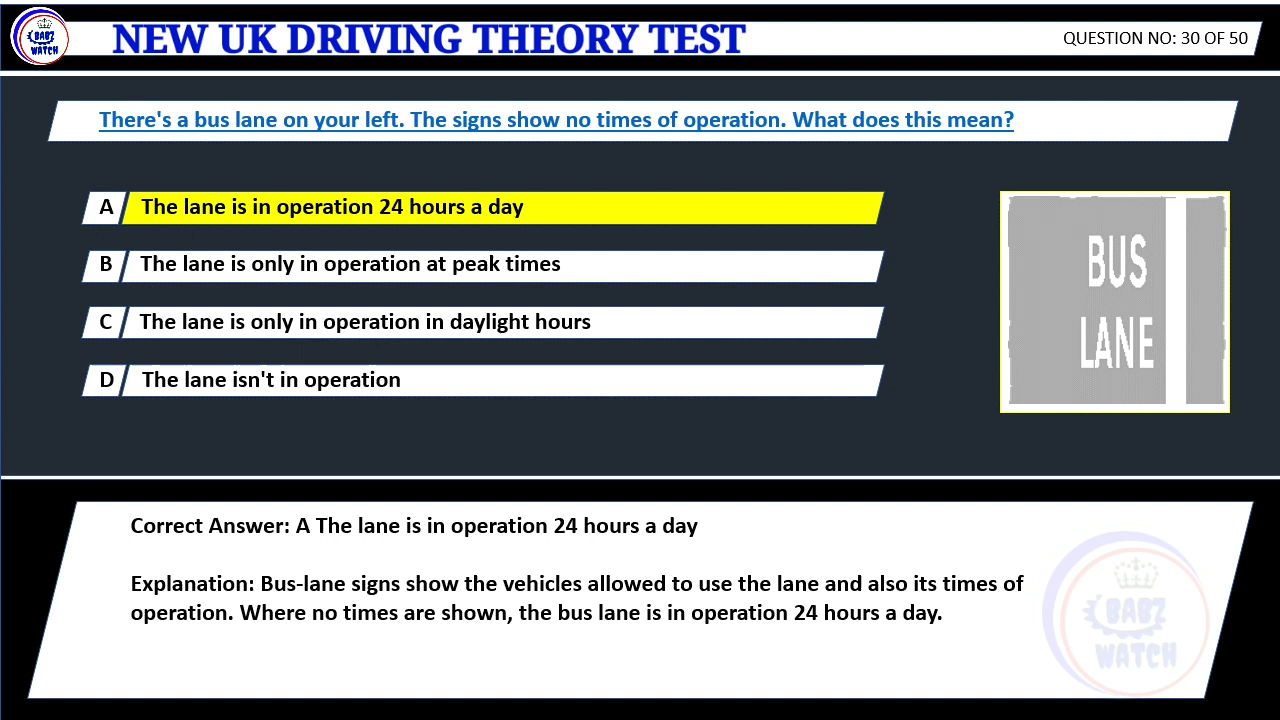 BABZ
WATCH
NEW UK DRIVING THEORY TEST
QUESTION NO: 30 OF 50
There's a bus lane on your left. The signs show no times of operation. What does this mean?
A The lane is in operation 24 hours a day
B The lane is only in operation at peak times
C The lane is only in operation in daylight hours
D The lane isn't in operation
BUS
LANE
Correct Answer: A The lane is in operation 24 hours a day
Explanation: Bus-lane signs show the vehicles allowed to use the lane and also its times of
operation. Where no times are shown, the bus lane is in operation 24 hours a day.
BABZ
WATCH